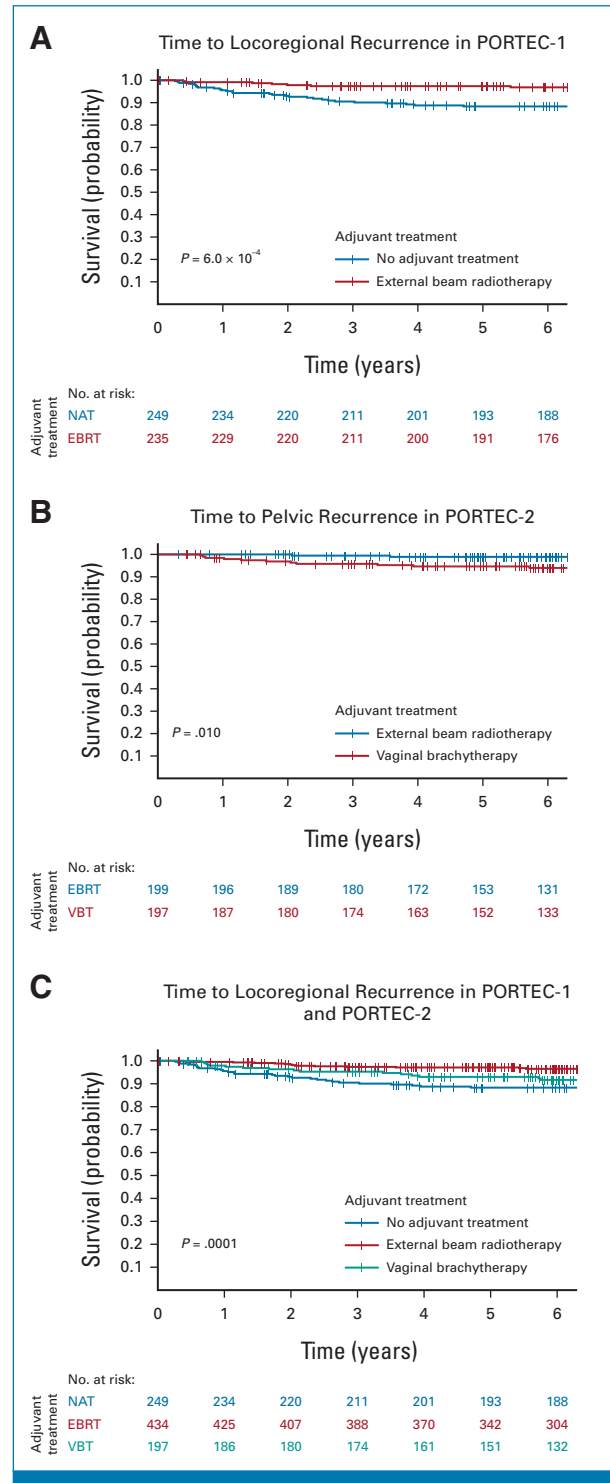 A
Time to Locoregional Recurrence in PORTEC-1
Survival (probability)
1.0
0.9
0.8
0.7
0.6
0.5
0.4
0.3
0.2
0.1
P = 6.0 × 10⁻⁴
Adjuvant treatment
No adjuvant treatment
External beam radiotherapy
0 1 2 3 4 5 6
Time (years)
Adjuvant treatment
No. at risk:
NAT 249 234 220 211 201 193 188
EBRT 235 229 220 211 200 191 176
B
Time to Pelvic Recurrence in PORTEC-2
Survival (probability)
1.0
0.9
0.8
0.7
0.6
0.5
0.4
0.3
0.2
0.1
P = .010
Adjuvant treatment
External beam radiotherapy
Vaginal brachytherapy
0 1 2 3 4 5 6
Time (years)
Adjuvant treatment
No. at risk:
EBRT 199 196 189 180 172 153 131
VBT 197 187 180 174 163 152 133
C
Time to Locoregional Recurrence in PORTEC-1
and PORTEC-2
Survival (probability)
1.0
0.9
0.8
0.7
0.6
0.5
0.4
0.3
0.2
0.1
P = .0001
Adjuvant treatment
No adjuvant treatment
External beam radiotherapy
Vaginal brachytherapy
0 1 2 3 4 5 6
Time (years)
Adjuvant treatment
No. at risk:
NAT 249 234 220 211 201 193 188
EBRT 434 425 407 388 370 342 304
VBT 197 186 180 174 161 151 132